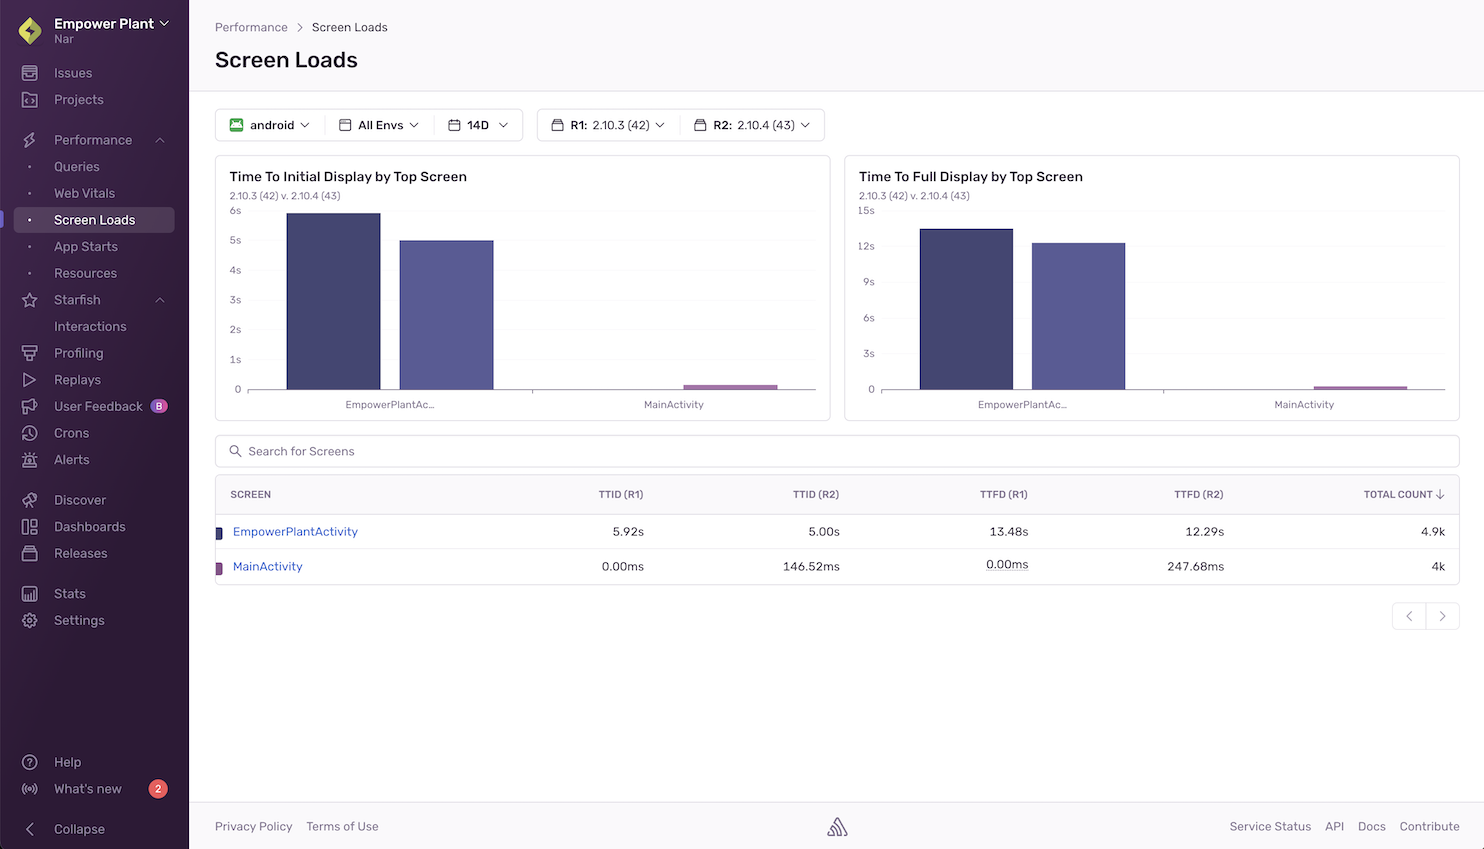 Empower Plant
Nar
Issues
Projects
Performance
Queries
Web Vitals
Screen Loads
App Starts
Resources
Starfish
Interactions
Profiling
Replays
User Feedback B
Crons
Alerts
Discover
Dashboards
Releases
Stats
Settings
Help
What's new 2
Collapse
Performance > Screen Loads
Screen Loads
android All Envs 14D R1: 2.10.3 (42) R2: 2.10.4 (43)
Time To Initial Display by Top Screen
2.10.3 (42) v. 2.10.4 (43)
6s
5s
4s
3s
2s
1s
0
EmpowerPlantAc... MainActivity
Time To Full Display by Top Screen
2.10.3 (42) v. 2.10.4 (43)
15s
12s
9s
6s
3s
0
EmpowerPlantAc... MainActivity
Search for Screens
SCREEN TTID (R1) TTID (R2) TTFD (R1) TTFD (R2) TOTAL COUNT
EmpowerPlantActivity 5.92s 5.00s 13.48s 12.29s 4.9k
MainActivity 0.00ms 146.52ms 0.00ms 247.68ms 4k
Privacy Policy Terms of Use Service Status API Docs Contribute